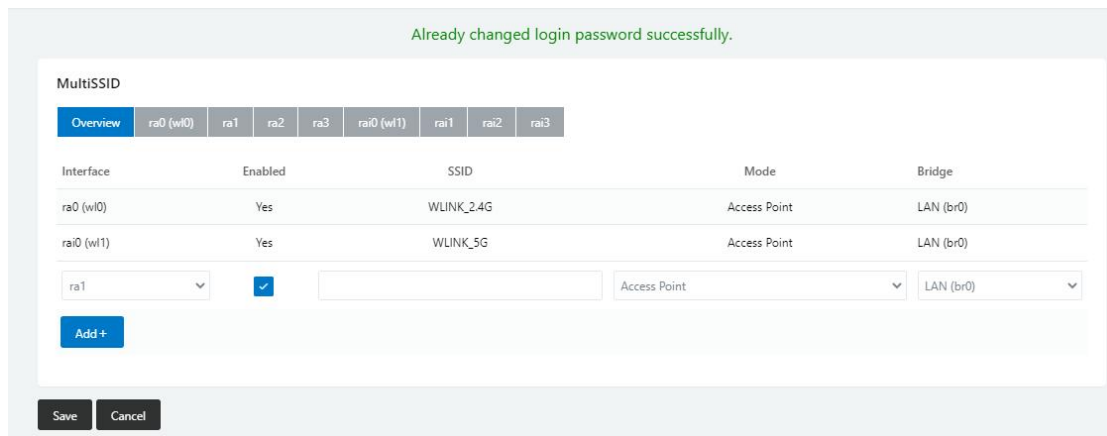 Already changed login password successfully.
MultiSSID
Overview ra0 (wl0) ra1 ra2 ra3 rai0 (wl1) rai1 rai2 rai3
Interface Enabled SSID Mode Bridge
ra0 (wl0) Yes WLINK_2.4G Access Point LAN (br0)
rai0 (wl1) Yes WLINK_5G Access Point LAN (br0)
ra1 Access Point LAN (br0)
Add +
Save Cancel